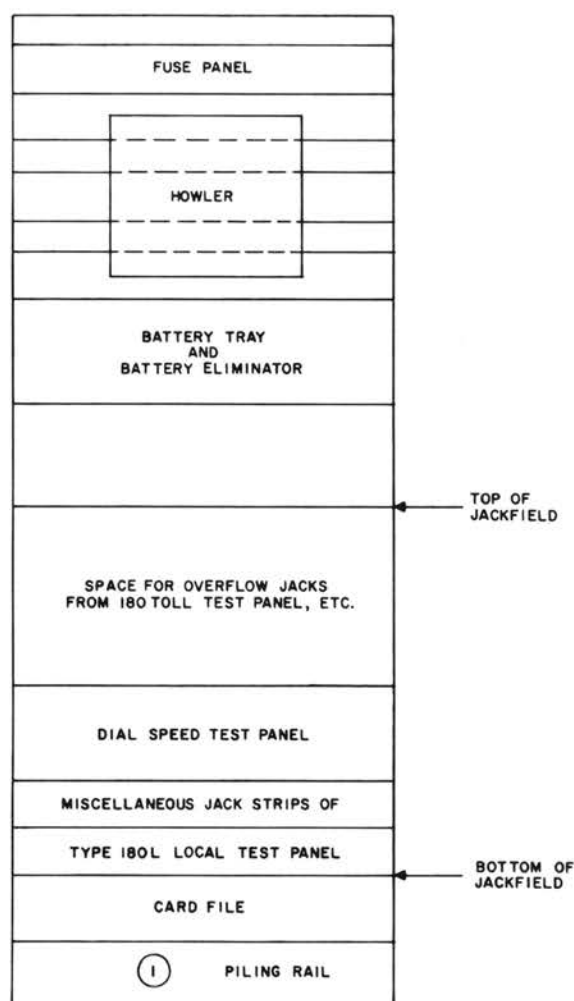 FUSE PANEL
HOWLER
BATTERY TRAY
AND
BATTERY ELIMINATOR
TOP OF
JACKFIELD
SPACE FOR OVERFLOW JACKS
FROM 180 TOLL TEST PANEL, ETC.
DIAL SPEED TEST PANEL
MISCELLANEOUS JACK STRIPS OF
TYPE 180L LOCAL TEST PANEL
BOTTOM OF
JACKFIELD
CARD FILE
1 PILING RAIL